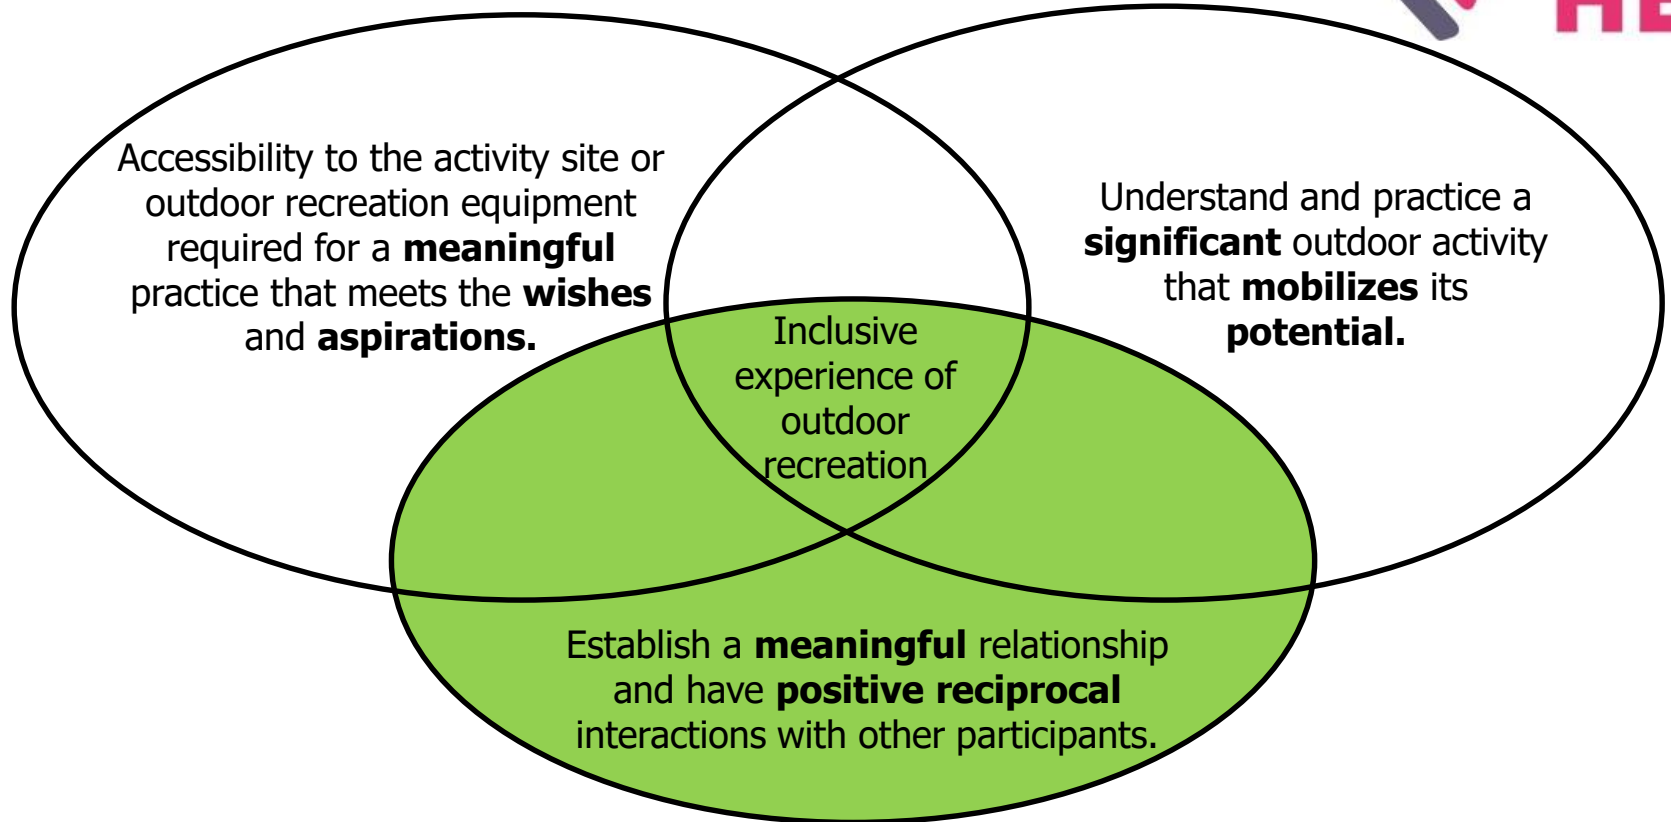 Accessibility to the activity site or
outdoor recreation equipment
required for a meaningful
practice that meets the wishes
and aspirations.
Understand and practice a
significant outdoor activity
that mobilizes its
potential.
Inclusive
experience of
outdoor
recreation
Establish a meaningful relationship
and have positive reciprocal
interactions with other participants.